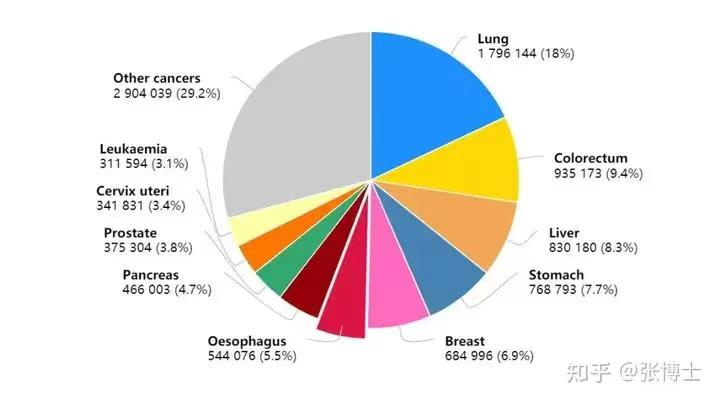 Lung
1 796 144 (18%)
Colorectum
935 173 (9.4%)
Liver
830 180 (8.3%)
Stomach
768 793 (7.7%)
Breast
684 996 (6.9%)
Oesophagus
544 076 (5.5%)
Pancreas
466 003 (4.7%)
Prostate
375 304 (3.8%)
Cervix uteri
341 831 (3.4%)
Leukaemia
311 594 (3.1%)
Other cancers
2 904 039 (29.2%)
知乎 @张博士